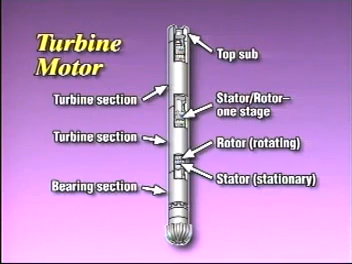 Turbine
Motor
Top sub
Turbine section
Stator/Rotor–
one stage
Turbine section
Rotor (rotating)
Bearing section
Stator (stationary)